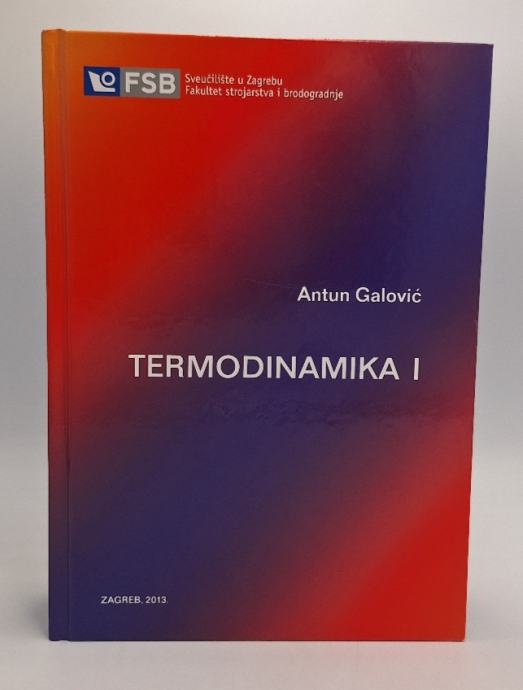 FSB
Sveučilište u Zagrebu
Fakultet strojarstva i brodogradnje
Antun Galović
TERMODINAMIKA I
ZAGREB, 2013.